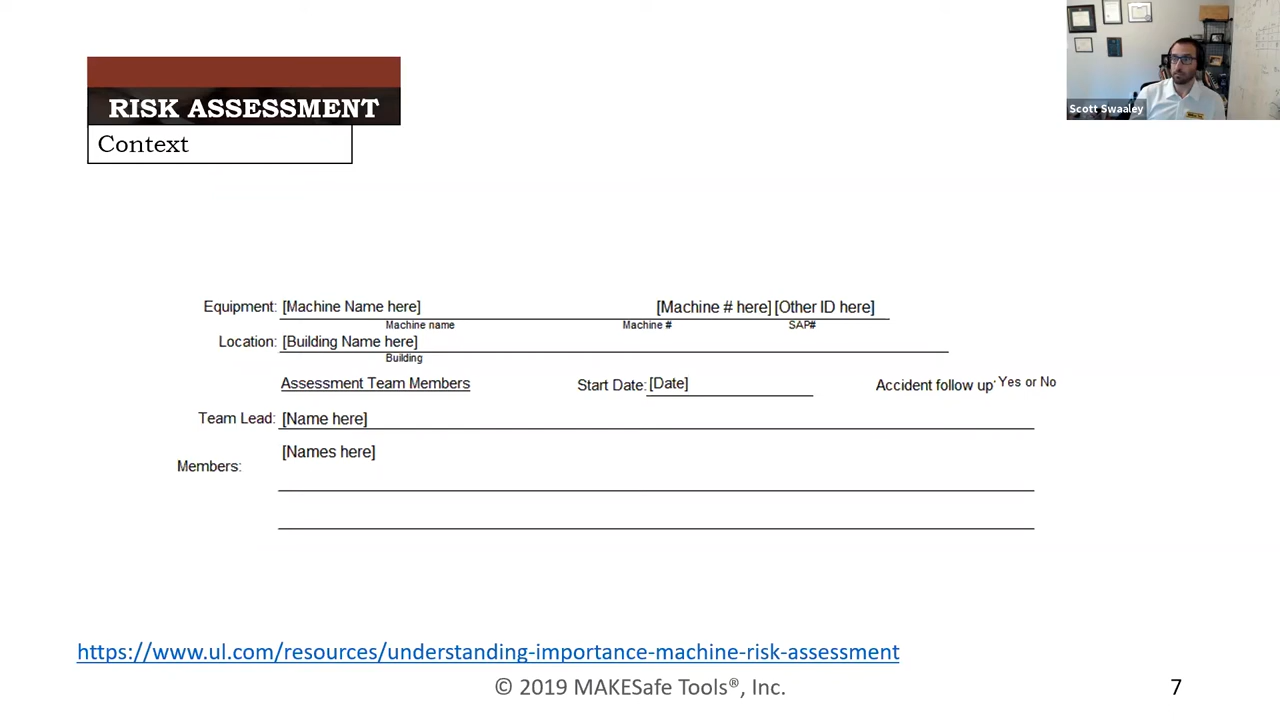 RISK ASSESSMENT
Context
Scott Swaaley
Equipment: [Machine Name here] [Machine # here] [Other ID here]
Machine name Machine # SAP#
Location: [Building Name here]
Building
Assessment Team Members Start Date: [Date] Accident follow up Yes or No
Team Lead: [Name here]
[Names here]
Members:
https://www.ul.com/resources/understanding-importance-machine-risk-assessment
© 2019 MAKESafe Tools®, Inc.
7